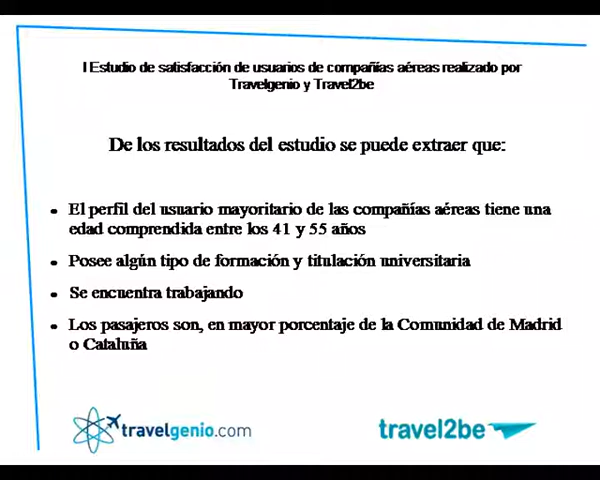 I Estudio de satisfacción de usuarios de compañías aéreas realizado por
Travelgenio y Travel2be
De los resultados del estudio se puede extraer que:
• El perfil del usuario mayoritario de las compañías aéreas tiene una
edad comprendida entre los 41 y 55 años
• Posee algún tipo de formación y titulación universitaria
• Se encuentra trabajando
• Los pasajeros son, en mayor porcentaje de la Comunidad de Madrid
o Cataluña
travelgenio.com
travel2be